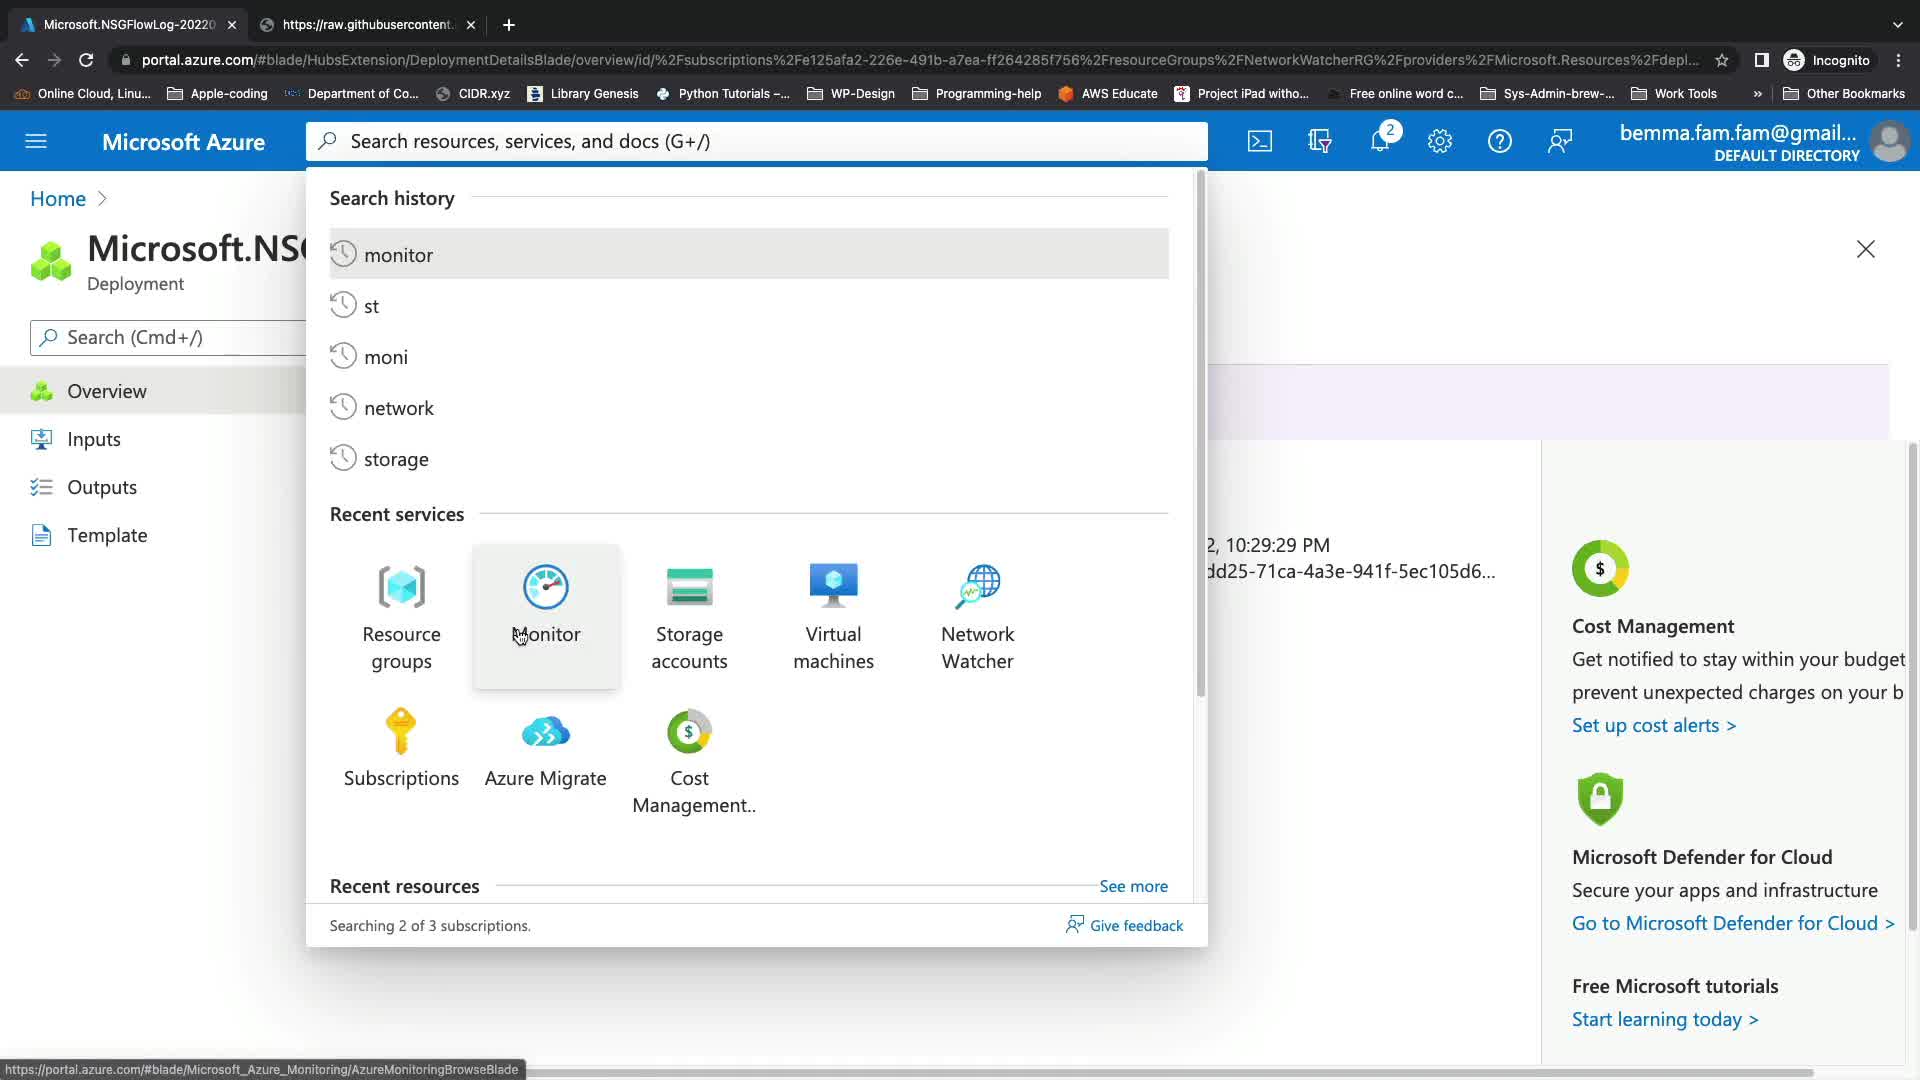 Microsoft.NSGFlowLog-20220
https://raw.githubusercontent.
portal.azure.com/#blade/HubsExtension/DeploymentDetailsBlade/overview/id/%2Fsubscriptions%2Fe125afa2-226e-491b-a7ea-ff264285f756%2FresourceGroups%2FNetworkWatcherRG%2Fproviders%2FMicrosoft.Resources%2Fdepl...
Incognito
Online Cloud, Linu...
Apple-coding
Department of Co...
CIDR.xyz
Library Genesis
Python Tutorials –...
WP-Design
Programming-help
AWS Educate
Project iPad witho...
Free online word c...
Sys-Admin-brew-...
Work Tools
»
Other Bookmarks
Microsoft Azure
Search resources, services, and docs (G+/)
2
bemma.fam.fam@gmail...
DEFAULT DIRECTORY
Home
Microsoft.NSG
Deployment
Search (Cmd+/)
Overview
Inputs
Outputs
Template
Search history
monitor
st
moni
network
storage
Recent services
Resource groups
Monitor
Storage accounts
Virtual machines
Network Watcher
Subscriptions
Azure Migrate
Cost Management..
Recent resources
See more
Searching 2 of 3 subscriptions.
Give feedback
2, 10:29:29 PM
dd25-71ca-4a3e-941f-5ec105d6...
Cost Management
Get notified to stay within your budget
prevent unexpected charges on your b
Set up cost alerts >
Microsoft Defender for Cloud
Secure your apps and infrastructure
Go to Microsoft Defender for Cloud >
Free Microsoft tutorials
Start learning today >
https://portal.azure.com/#blade/Microsoft_Azure_Monitoring/AzureMonitoringBrowseBlade